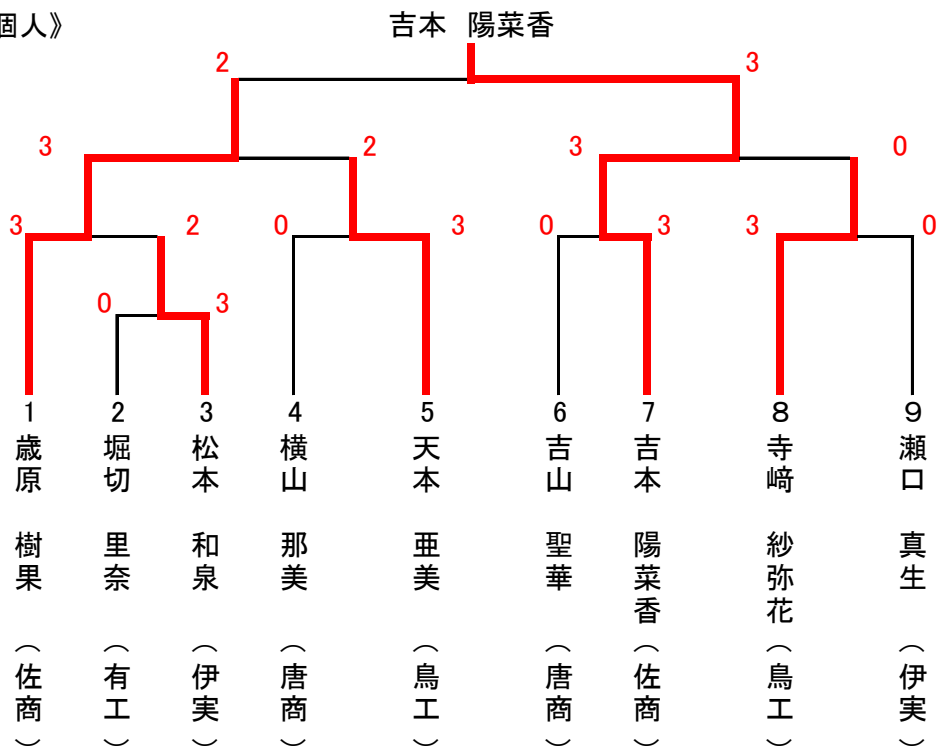 個人》
吉本 陽菜香
2 3
3 2 3 0
3 2 0 3 0 3 3 0
0 3
1 2 3 4 5 6 7 8 9
歳原 樹果 (佐商)
堀切 里奈 (有工)
松本 和泉 (伊実)
横山 那美 (唐商)
天本 亜美 (鳥工)
吉山 聖華 (唐商)
吉本 陽菜香 (佐商)
寺﨑 紗弥花 (鳥工)
瀬口 真生 (伊実)